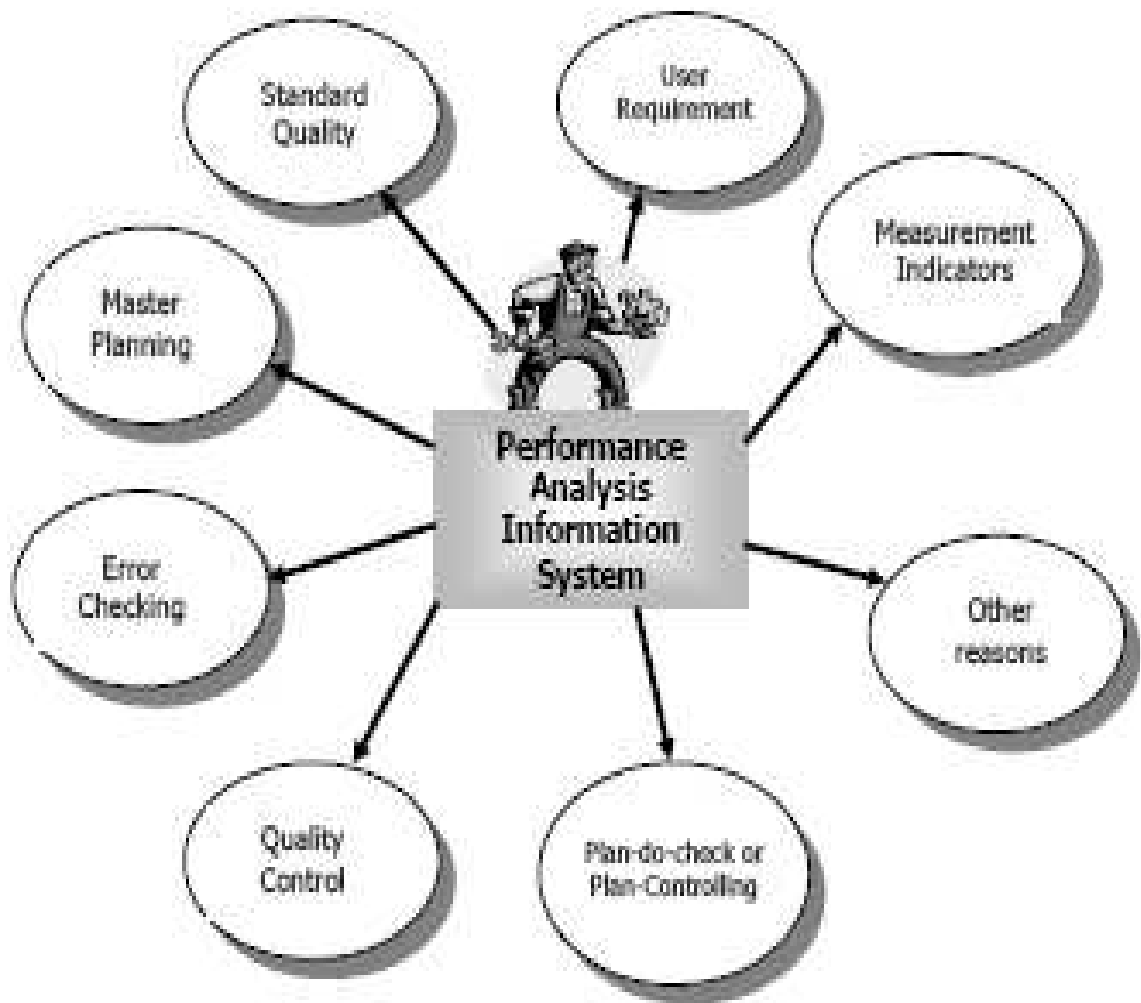 Standard
Quality
User
Requirement
Measurement
Indicators
Master
Planning
Performance
Analysis
Information
System
Error
Checking
Other
reasons
Quality
Control
Plan-do-check or
Plan-Controlling